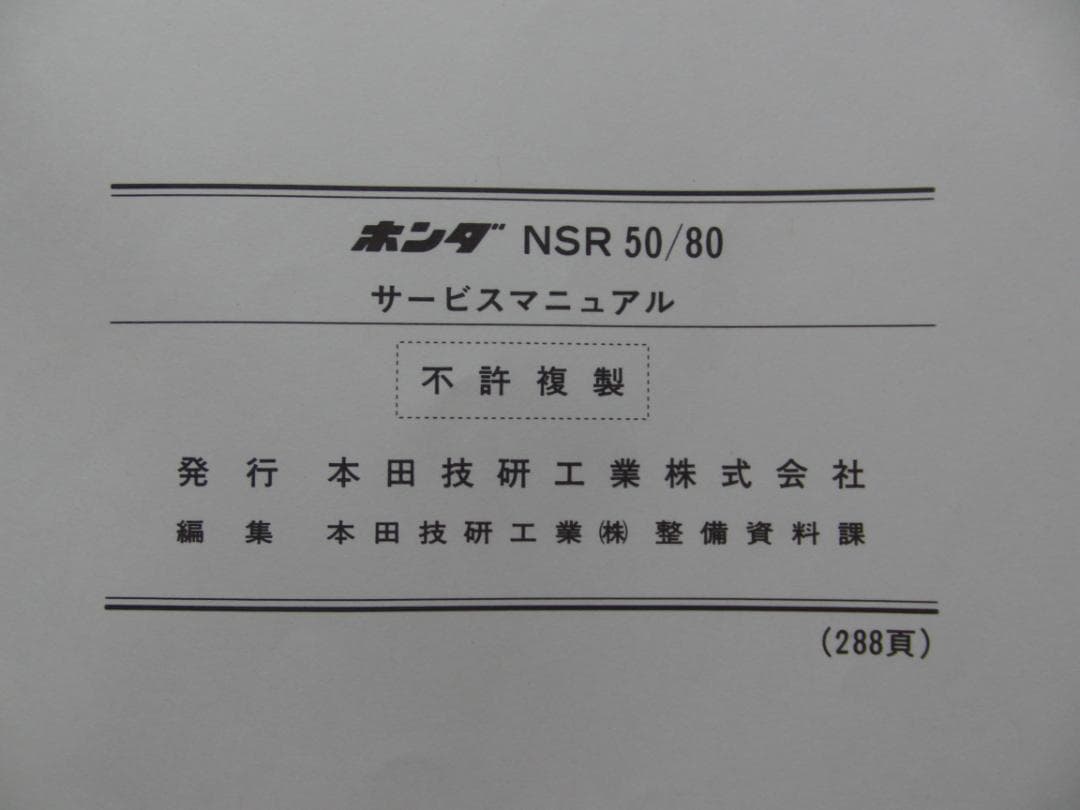 ホンダ NSR 50/80
サービスマニュアル
不許複製
発行 本田技研工業株式会社
編集 本田技研工業㈱ 整備資料課
(288頁)